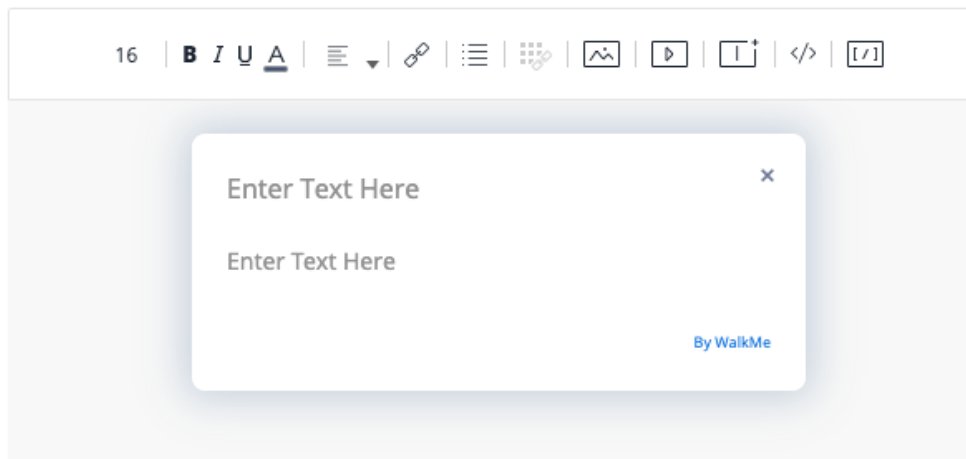 16 B I U A </> [/]
Enter Text Here
×
Enter Text Here
By WalkMe